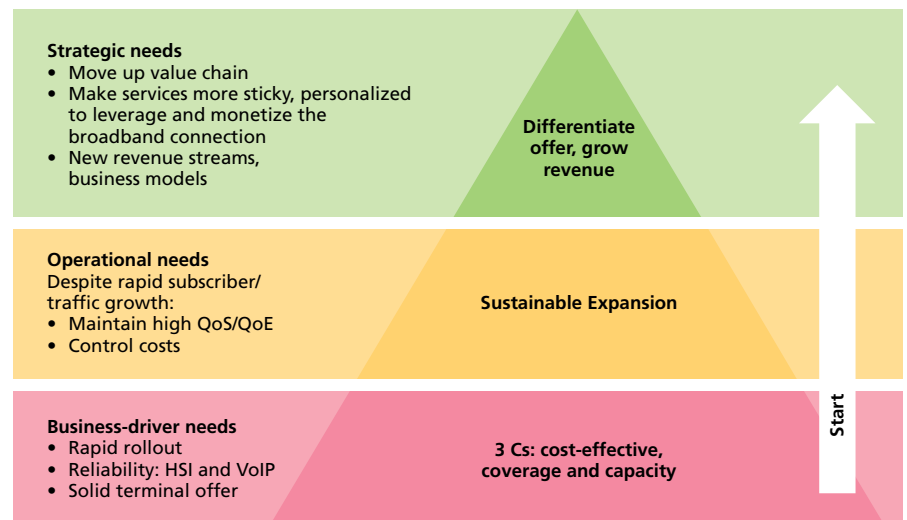 Strategic needs
• Move up value chain
• Make services more sticky, personalized
to leverage and monetize the
broadband connection
• New revenue streams,
business models
Differentiate
offer, grow
revenue
Operational needs
Despite rapid subscriber/
traffic growth:
• Maintain high QoS/QoE
• Control costs
Sustainable Expansion
Business-driver needs
• Rapid rollout
• Reliability: HSI and VoIP
• Solid terminal offer
3 Cs: cost-effective,
coverage and capacity
Start